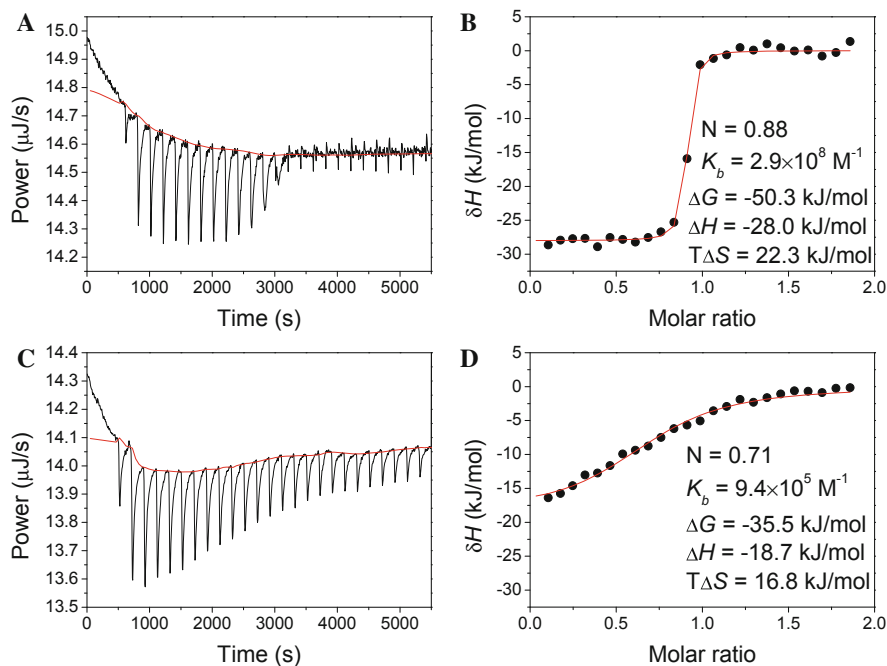 A
Power (μJ/s)
15.0
14.9
14.8
14.7
14.6
14.5
14.4
14.3
14.2
0 1000 2000 3000 4000 5000
Time (s)
B
δH (kJ/mol)
5
0
-5
-10
-15
-20
-25
-30
N = 0.88
K_b = 2.9×10⁸ M⁻¹
ΔG = -50.3 kJ/mol
ΔH = -28.0 kJ/mol
TΔS = 22.3 kJ/mol
0.0 0.5 1.0 1.5 2.0
Molar ratio
C
Power (μJ/s)
14.4
14.3
14.2
14.1
14.0
13.9
13.8
13.7
13.6
13.5
0 1000 2000 3000 4000 5000
Time (s)
D
δH (kJ/mol)
5
0
-5
-10
-15
-20
-25
-30
N = 0.71
K_b = 9.4×10⁵ M⁻¹
ΔG = -35.5 kJ/mol
ΔH = -18.7 kJ/mol
TΔS = 16.8 kJ/mol
0.0 0.5 1.0 1.5 2.0
Molar ratio